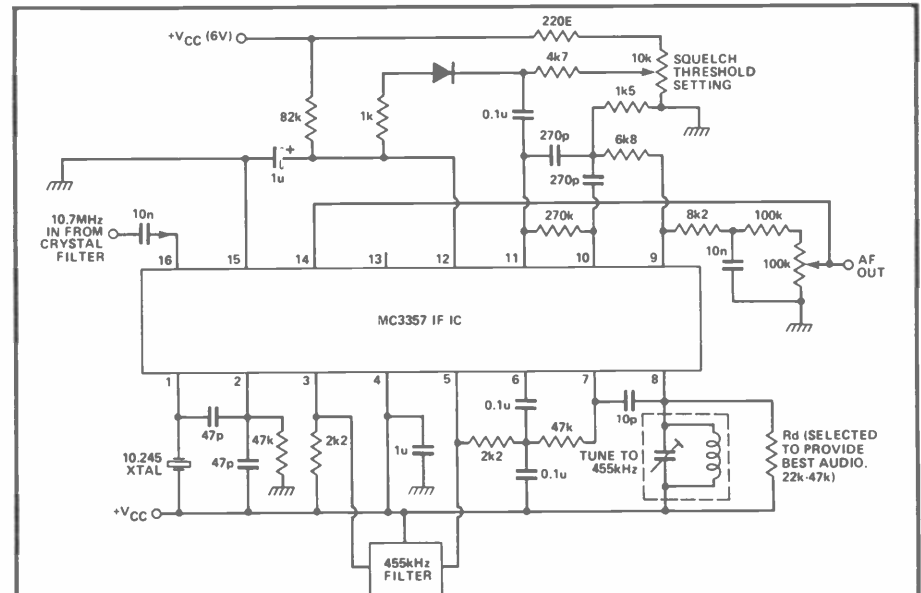 +VCC (6V)
220E
10k
SQUELCH
THRESHOLD
SETTING
4k7
82k
1k
0.1u
1k5
270p
6k8
+
1u
270p
10.7MHz
IN FROM
CRYSTAL
FILTER
10n
270k
8k2
100k
10n
100k
AF
OUT
16
15
14
13
12
11
10
9
MC3357 IF IC
1
2
3
4
5
6
7
8
47p
0.1u
10p
10.245
XTAL
47k
47p
2k2
1u
2k2
47k
0.1u
TUNE TO
455kHz
Rd (SELECTED
TO PROVIDE
BEST AUDIO.
22k-47k)
+VCC
455kHz
FILTER